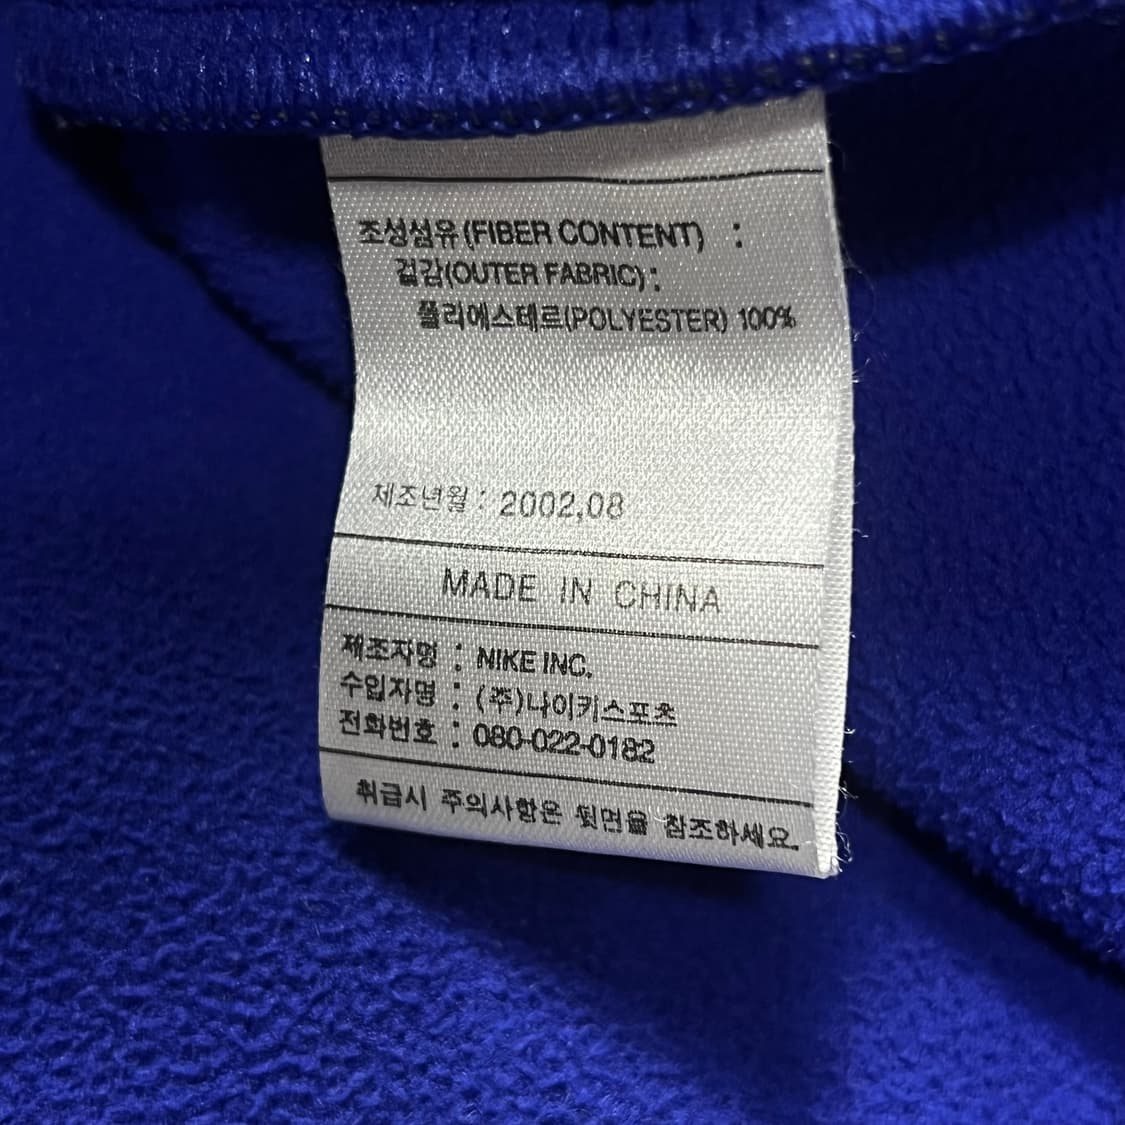 조성섬유(FIBER CONTENT) :
겉감(OUTER FABRIC):
폴리에스테르(POLYESTER) 100%
제조년월: 2002,08
MADE IN CHINA
제조자명 : NIKE INC.
수입자명 : (주)나이키스포츠
전화번호 : 080-022-0182
취급시 주의사항은 뒷면을 참조하세요.